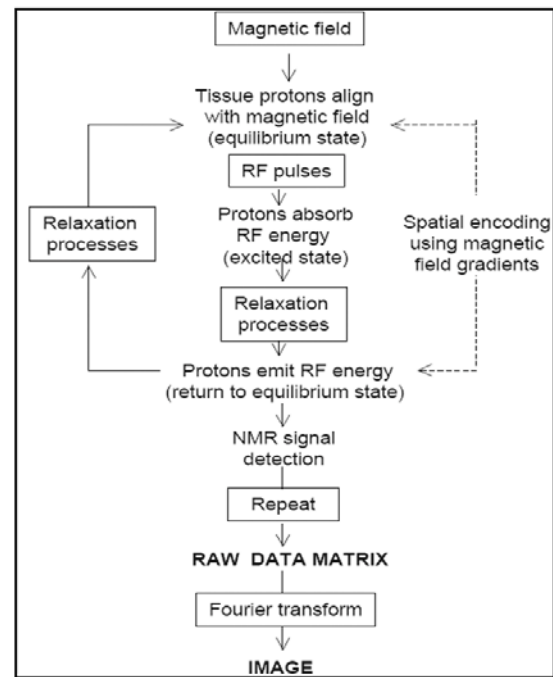 Magnetic field
Tissue protons align
with magnetic field
(equilibrium state)
RF pulses
Protons absorb
RF energy
(excited state)
Relaxation
processes
Spatial encoding
using magnetic
field gradients
Relaxation
processes
Protons emit RF energy
(return to equilibrium state)
NMR signal
detection
Repeat
RAW DATA MATRIX
Fourier transform
IMAGE